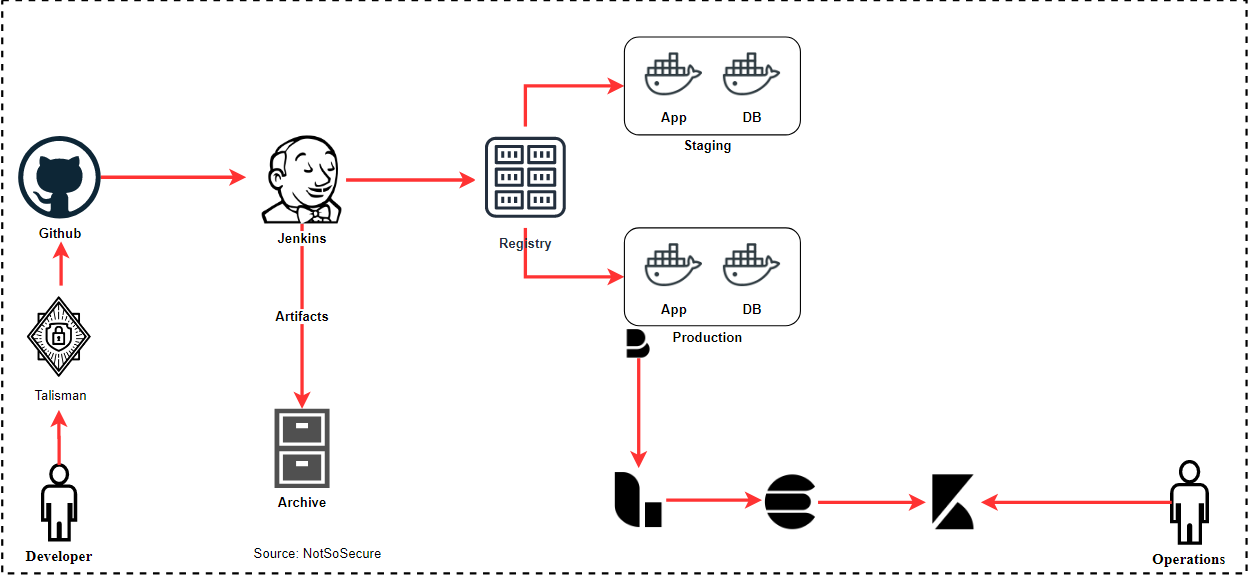 App
DB
Staging
Github
Jenkins
Registry
App
DB
Production
Artifacts
Talisman
Archive
Developer
Source: NotSoSecure
Operations